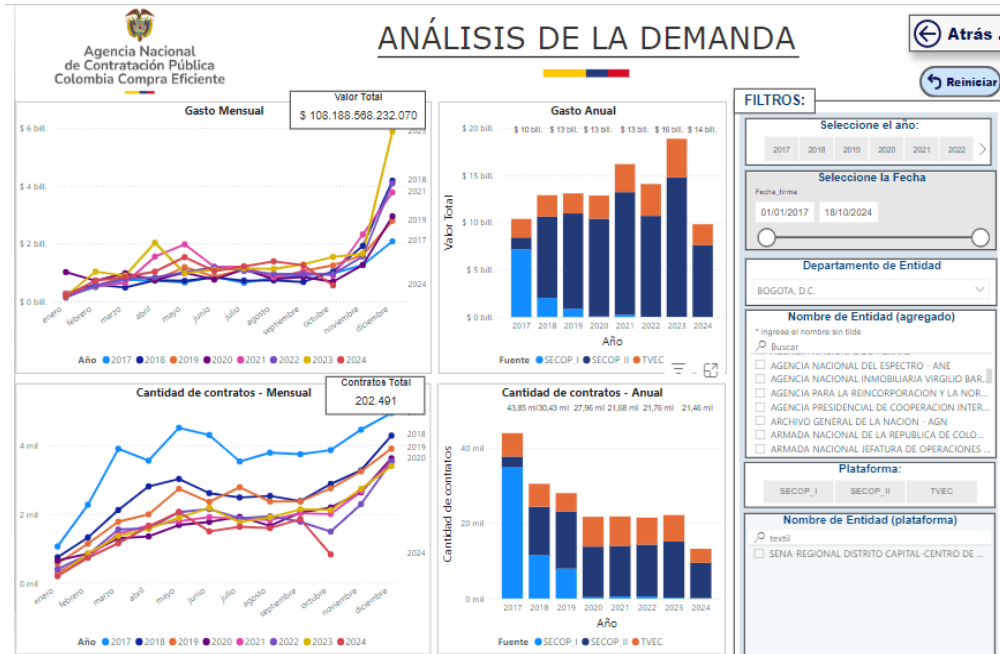 Agencia Nacional
de Contratación Pública
Colombia Compra Eficiente
ANÁLISIS DE LA DEMANDA
Atrás
Reiniciar
Gasto Mensual
Valor Total
$ 108.188.568.232.070
$ 6 bill.
$ 4 bill.
$ 2 bill.
$ 0 bill.
2023
2018
2021
2019
2017
2024
enero
febrero
marzo
abril
mayo
junio
julio
agosto
septiembre
octubre
noviembre
diciembre
Año 2017 2018 2019 2020 2021 2022 2023 2024
Gasto Anual
$ 20 bill.
$ 10 bill. $ 13 bill. $ 13 bill. $ 13 bill. $ 16 bill. $ 14 bill.
$ 15 bill.
$ 10 bill.
$ 5 bill.
$ 0 bill.
Valor Total
2017 2018 2019 2020 2021 2022 2023 2024
Año
Fuente SECOP_I SECOP_II TVEC
FILTROS:
Seleccione el año:
2017 2018 2019 2020 2021 2022
Seleccione la Fecha
Fecha_firma
01/01/2017 18/10/2024
Departamento de Entidad
BOGOTA, D.C.
Nombre de Entidad (agregado)
* Ingrese el nombre sin tilde
Buscar
AGENCIA NACIONAL DEL ESPECTRO - ANE
AGENCIA NACIONAL INMOBILIARIA VIRGILIO BAR...
AGENCIA PARA LA REINCORPORACION Y LA NOR...
AGENCIA PRESIDENCIAL DE COOPERACION INTER...
ARCHIVO GENERAL DE LA NACION - AGN
ARMADA NACIONAL DE LA REPUBLICA DE COLO...
ARMADA NACIONAL JEFATURA DE OPERACIONES ...
Plataforma:
SECOP_I SECOP_II TVEC
Nombre de Entidad (plataforma)
textil
SENA-REGIONAL DISTRITO CAPITAL-CENTRO DE ...
Cantidad de contratos - Mensual
Contratos Total
202.491
4 mil
2 mil
0 mil
2018
2019
2020
2024
enero
febrero
marzo
abril
mayo
junio
julio
agosto
septiembre
octubre
noviembre
diciembre
Año 2017 2018 2019 2020 2021 2022 2023 2024
Cantidad de contratos - Anual
43,85 mil 30,43 mil 27,96 mil 21,68 mil 21,76 mil 21,46 mil
40 mil
20 mil
0 mil
Cantidad de contratos
2017 2018 2019 2020 2021 2022 2023 2024
Año
Fuente SECOP_I SECOP_II TVEC